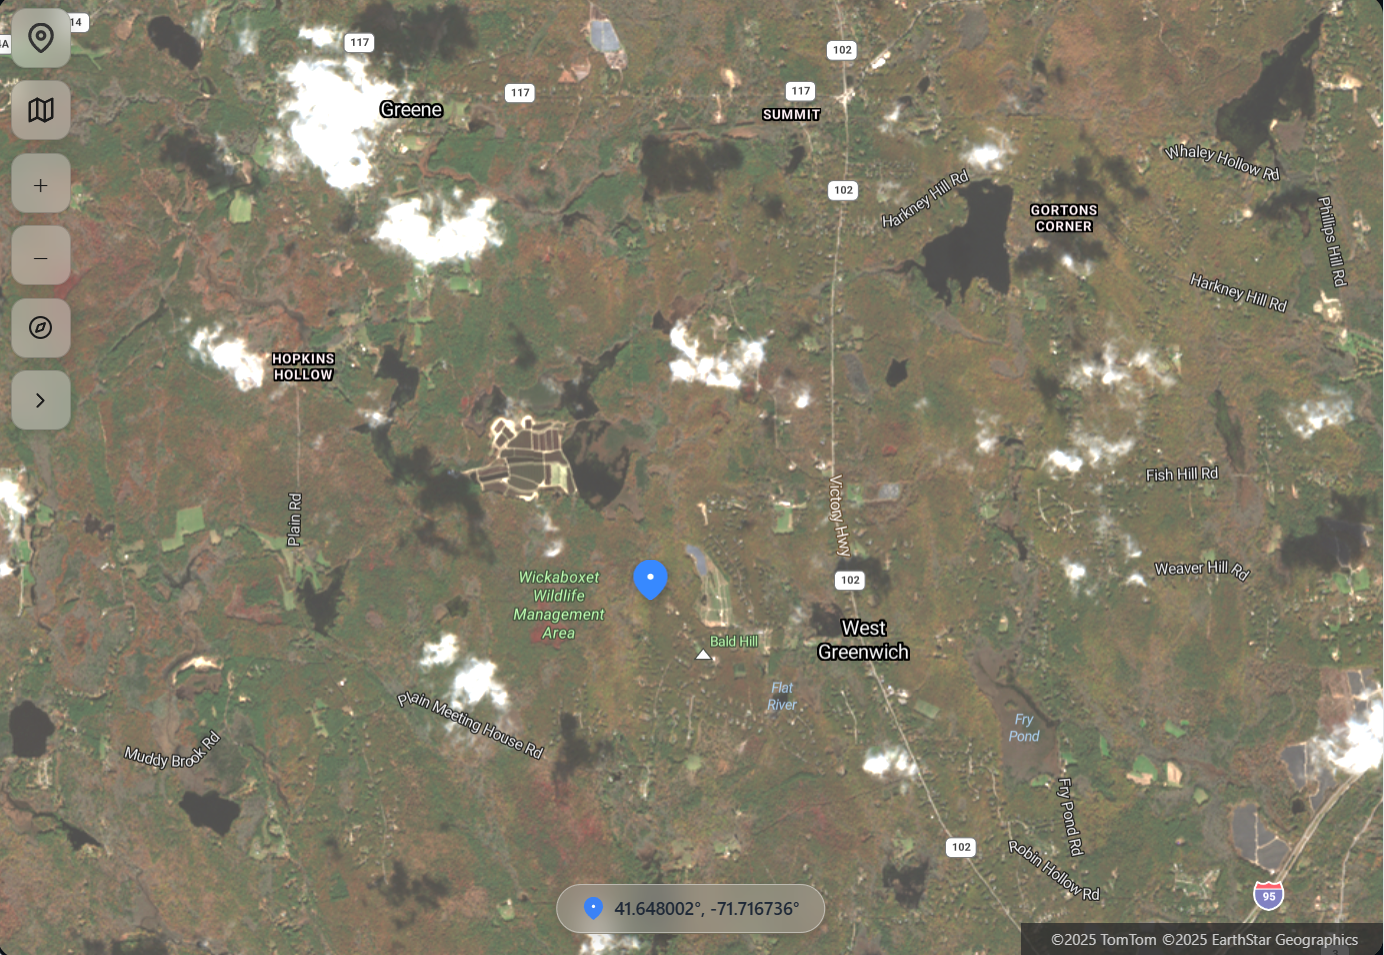 14
4A
117
102
Greene
117
117
SUMMIT
Whaley Hollow Rd
Harkney Hill Rd
102
GORTONS
CORNER
Phillips Hill Rd
Harkney Hill Rd
HOPKINS
HOLLOW
Fish Hill Rd
Plain Rd
Victory Hwy
Weaver Hill Rd
Wickaboxet
Wildlife
Management
Area
102
West
Greenwich
Bald Hill
Flat
River
Plain Meeting House Rd
Fry
Pond
Muddy Brook Rd
Fry Pond Rd
102
Robin Hollow Rd
95
41.648002°, -71.716736°
©2025 TomTom ©2025 EarthStar Geographics
3